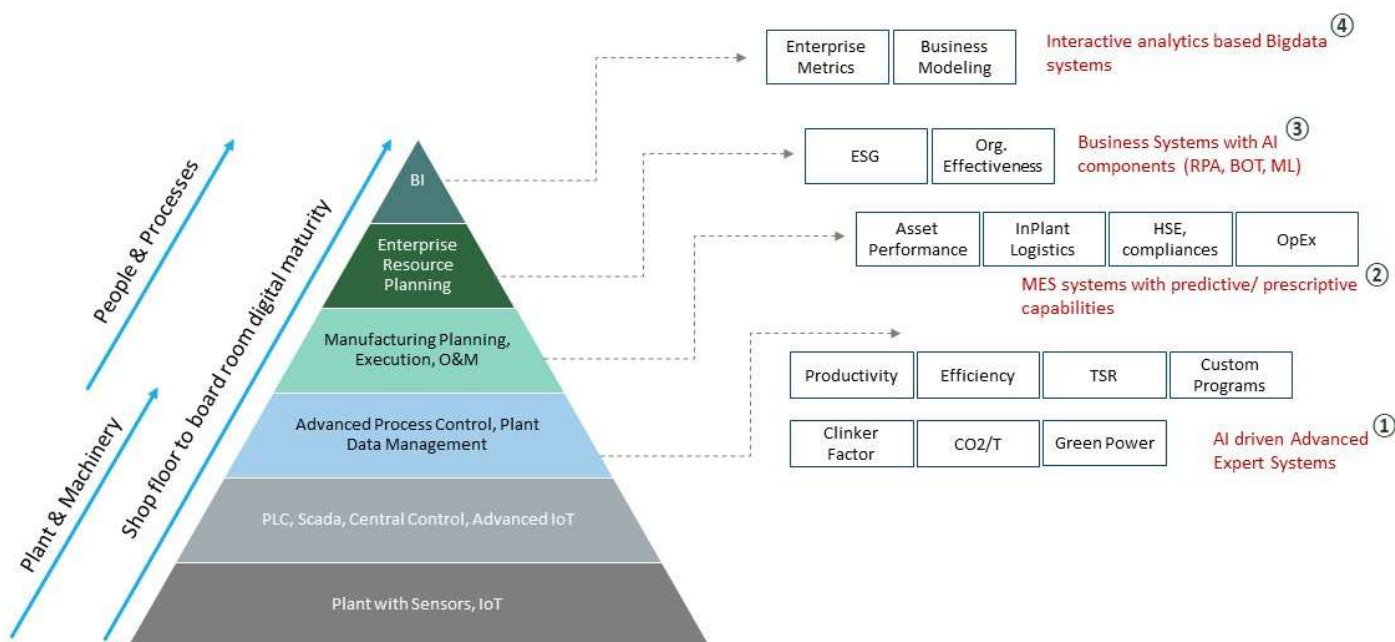 Enterprise
Metrics
Business
Modeling
Interactive analytics based Bigdata
systems
4
ESG
Org.
Effectiveness
Business Systems with AI
components (RPA, BOT, ML)
3
Asset
Performance
InPlant
Logistics
HSE,
compliances
OpEx
MES systems with predictive/ prescriptive
capabilities
2
Productivity
Efficiency
TSR
Custom
Programs
Clinker
Factor
CO2/T
Green Power
AI driven Advanced
Expert Systems
1
BI
Enterprise
Resource
Planning
Manufacturing Planning,
Execution, O&M
Advanced Process Control, Plant
Data Management
PLC, Scada, Central Control, Advanced IoT
Plant with Sensors, IoT
People & Processes
Plant & Machinery
Shop floor to board room digital maturity